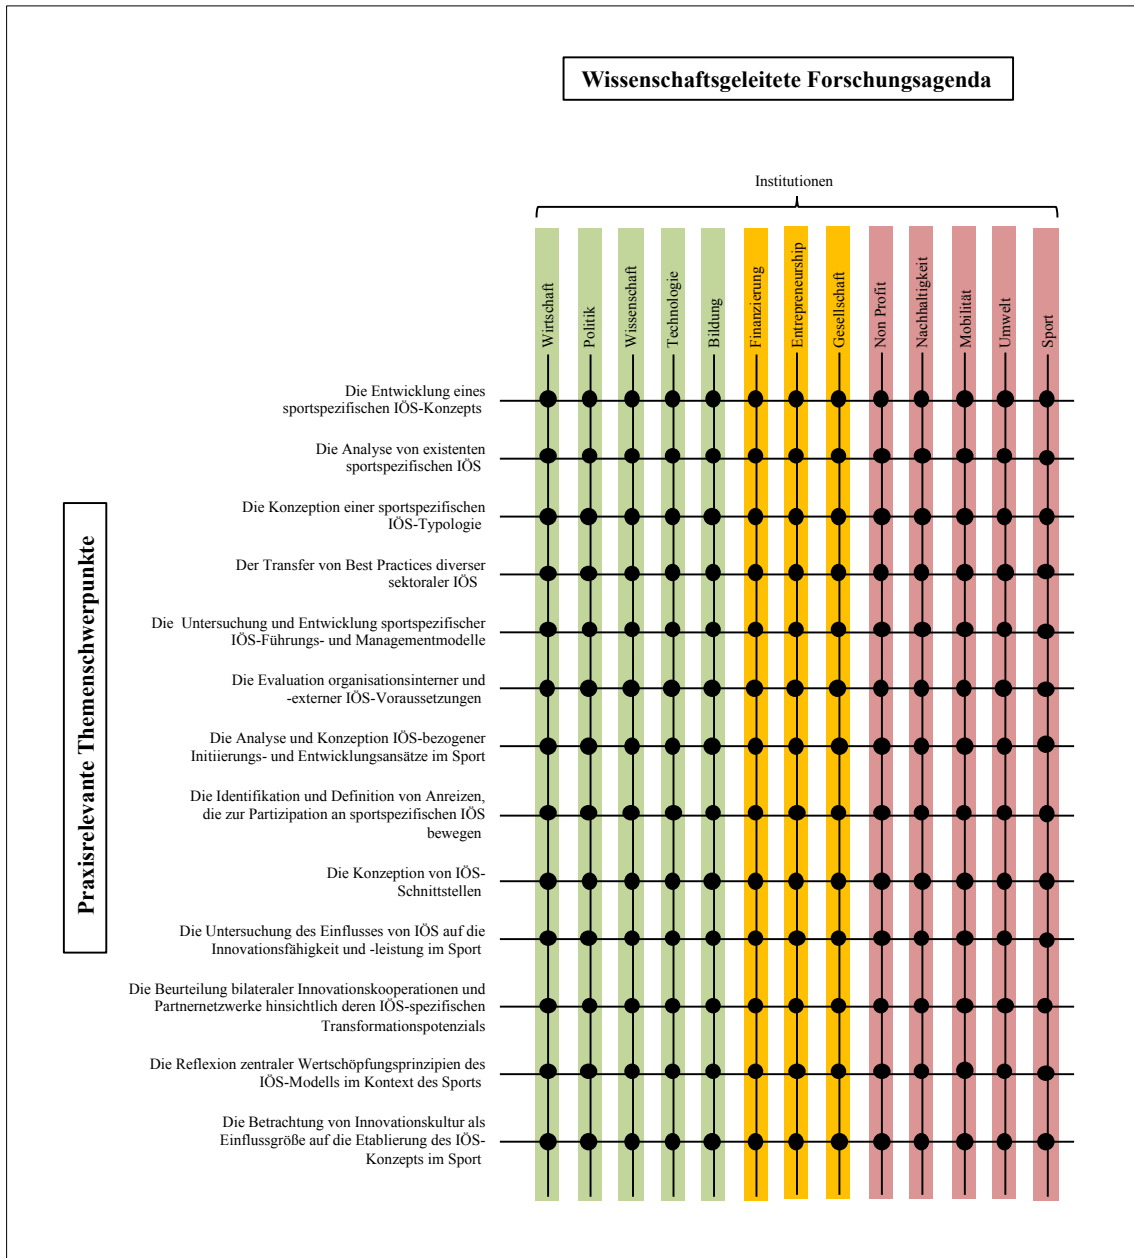 Wissenschaftsgeleitete Forschungsagenda
Institutionen
Wirtschaft
Politik
Wissenschaft
Technologie
Bildung
Finanzierung
Entrepreneurship
Gesellschaft
Non Profit
Nachhaltigkeit
Mobilität
Umwelt
Sport
Praxisrelevante Themenschwerpunkte
Die Entwicklung eines
sportspezifischen IÖS-Konzepts
Die Analyse von existenten
sportspezifischen IÖS
Die Konzeption einer sportspezifischen
IÖS-Typologie
Der Transfer von Best Practices diverser
sektoraler IÖS
Die Untersuchung und Entwicklung sportspezifischer
IÖS-Führungs- und Managementmodelle
Die Evaluation organisationsinterner und
-externer IÖS-Voraussetzungen
Die Analyse und Konzeption IÖS-bezogener
Initiierungs- und Entwicklungsansätze im Sport
Die Identifikation und Definition von Anreizen,
die zur Partizipation an sportspezifischen IÖS
bewegen
Die Konzeption von IÖS-
Schnittstellen
Die Untersuchung des Einflusses von IÖS auf die
Innovationsfähigkeit und -leistung im Sport
Die Beurteilung bilateraler Innovationskooperationen und
Partnernetzwerke hinsichtlich deren IÖS-spezifischen
Transformationspotenzials
Die Reflexion zentraler Wertschöpfungsprinzipien des
IÖS-Modells im Kontext des Sports
Die Betrachtung von Innovationskultur als
Einflussgröße auf die Etablierung des IÖS-
Konzepts im Sport